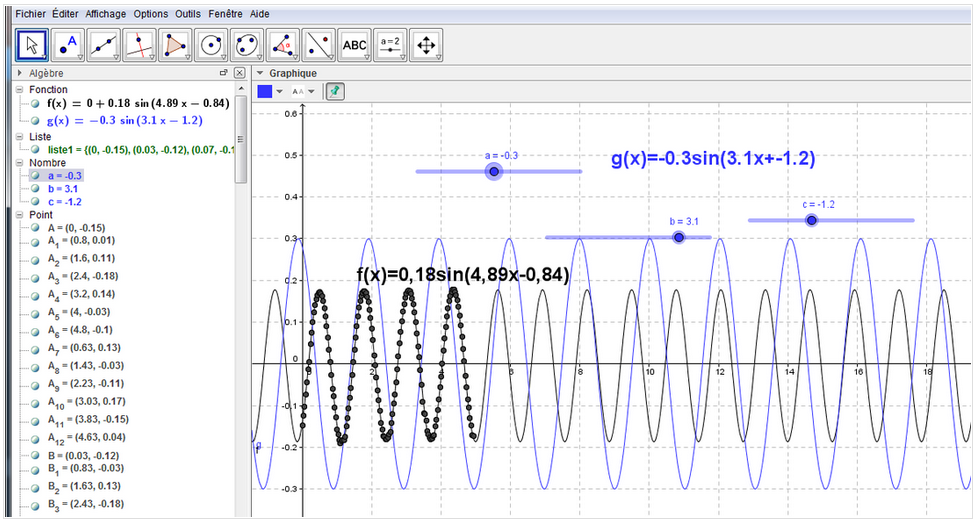 Fichier Éditer Affichage Options Outils Fenêtre Aide
A ABC a=2
Algèbre
Graphique
Fonction
f(x) = 0 + 0.18 sin(4.89 x − 0.84)
g(x) = −0.3 sin(3.1 x − 1.2)
Liste
liste1 = {(0, -0.15), (0.03, -0.12), (0.07, -0.1
Nombre
a = -0.3
b = 3.1
c = -1.2
Point
A = (0, -0.15)
A1 = (0.8, 0.01)
A2 = (1.6, 0.11)
A3 = (2.4, -0.18)
A4 = (3.2, 0.14)
A5 = (4, -0.03)
A6 = (4.8, -0.1)
A7 = (0.63, 0.13)
A8 = (1.43, -0.03)
A9 = (2.23, -0.11)
A10 = (3.03, 0.17)
A11 = (3.83, -0.15)
A12 = (4.63, 0.04)
B = (0.03, -0.12)
B1 = (0.83, -0.03)
B2 = (1.63, 0.13)
B3 = (2.43, -0.18)
AA
0.6
0.5
0.4
0.3
0.2
0.1
0
-0.1
-0.2
-0.3
0 2 4 6 8 10 12 14 16 18
a = -0.3
g(x)=-0.3sin(3.1x+-1.2)
c = -1.2
b = 3.1
f(x)=0,18sin(4,89x-0,84)
g
f